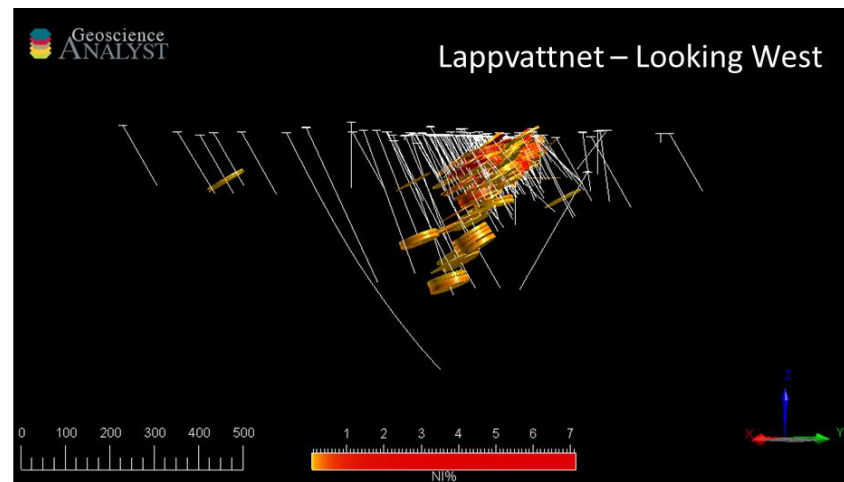 Geoscience
ANALYST
Lappvattnet – Looking West
0 100 200 300 400 500
1 2 3 4 5 6 7
NI%
Z
X
Y